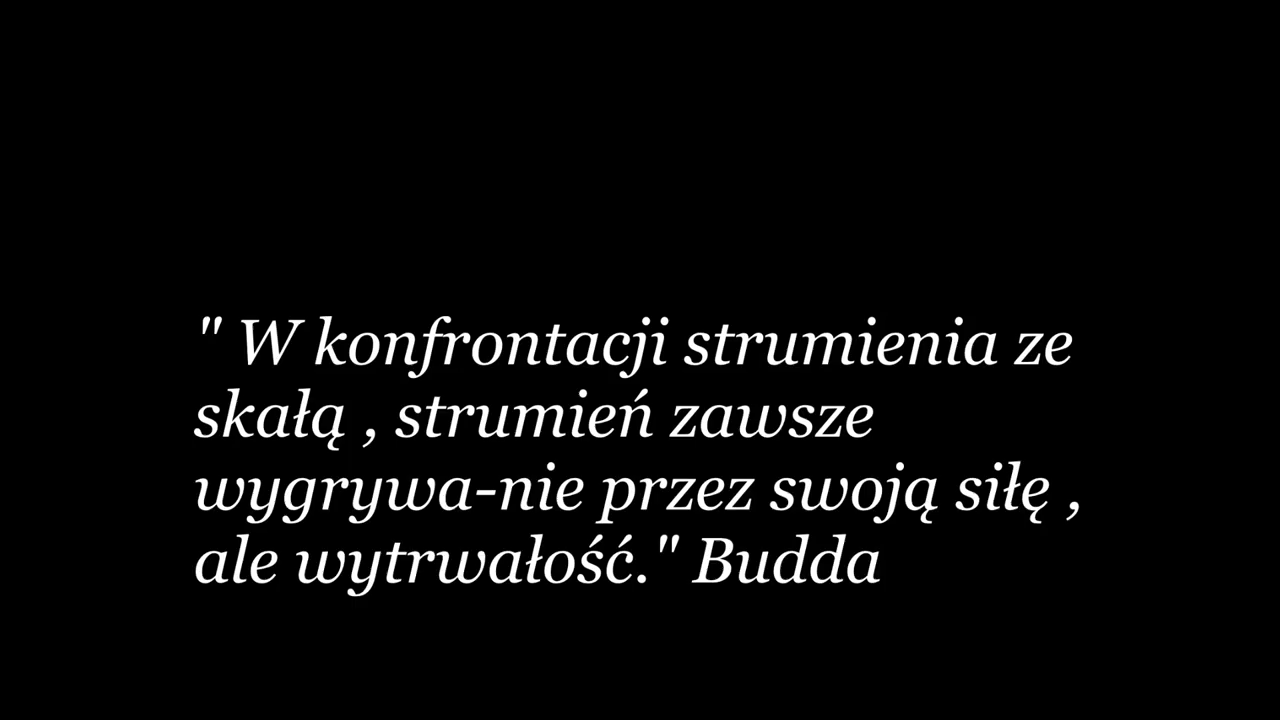 " W konfrontacji strumienia ze
skałą , strumień zawsze
wygrywa-nie przez swoją siłę ,
ale wytrwałość." Budda